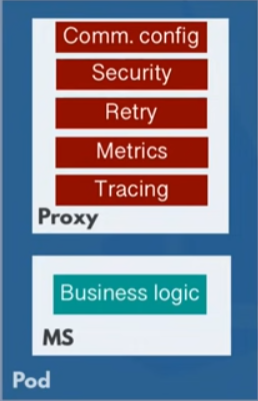 Comm. config
Security
Retry
Metrics
Tracing
Proxy
Business logic
MS
Pod